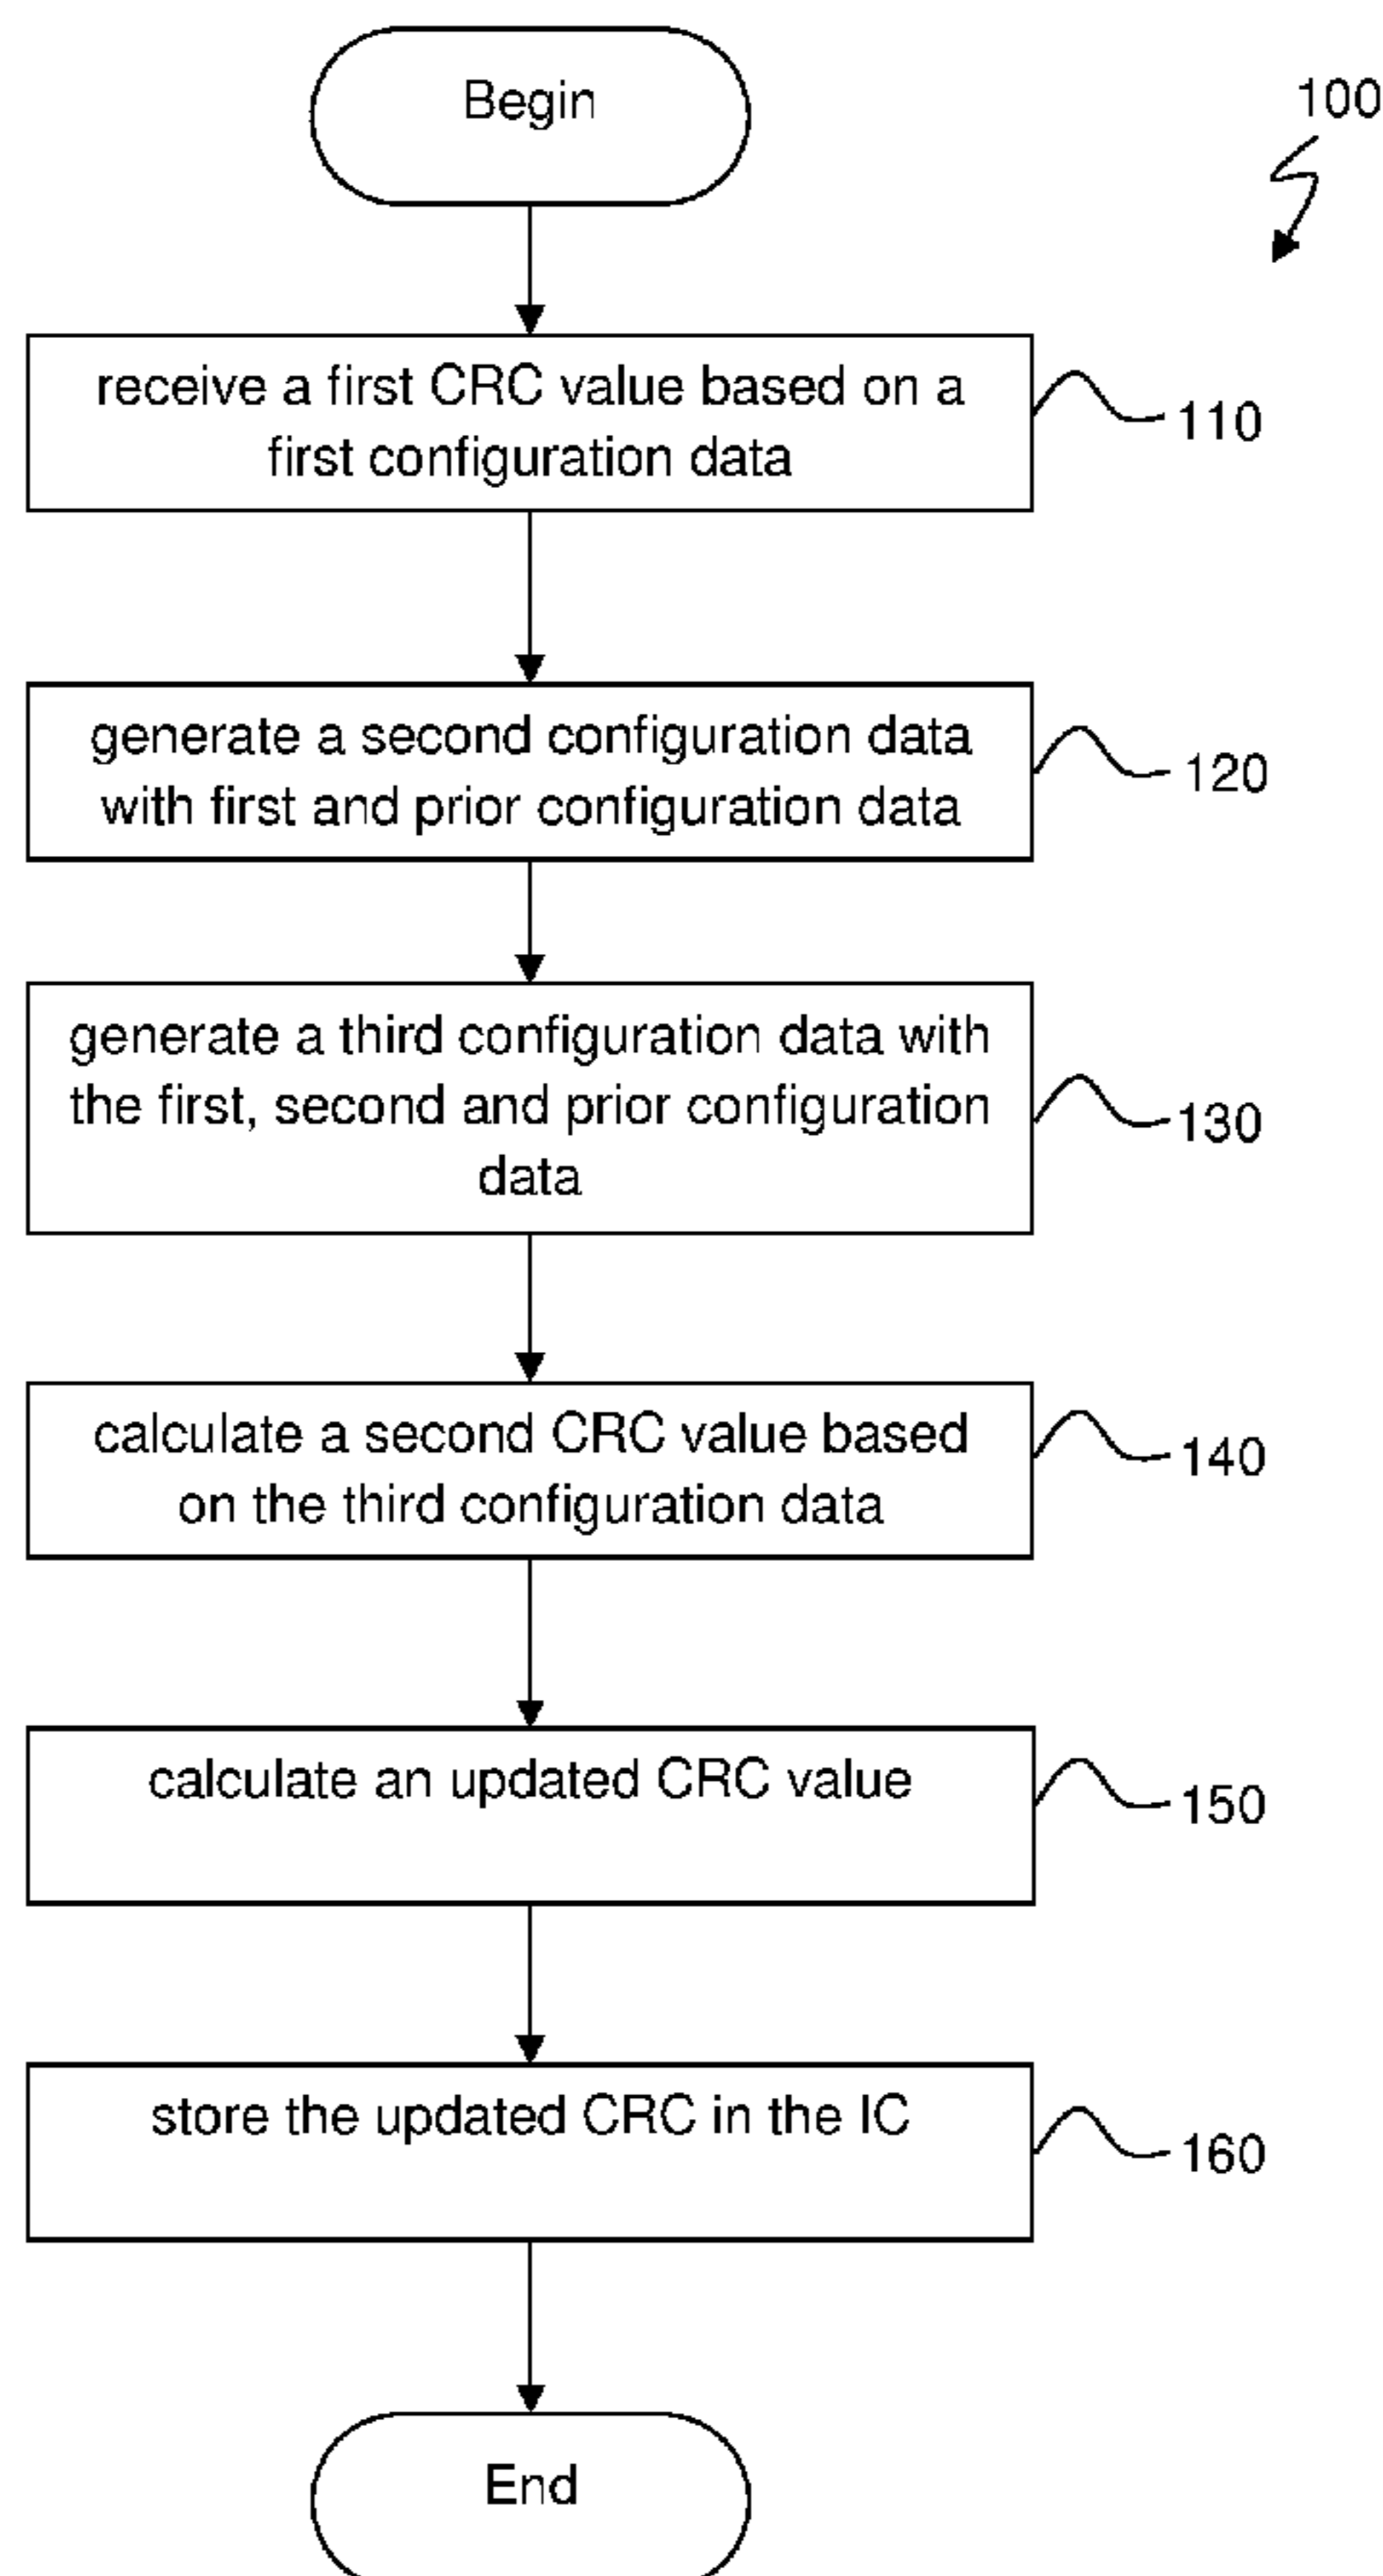 Begin
100
receive a first CRC value based on a
first configuration data
110
generate a second configuration data
with first and prior configuration data
120
generate a third configuration data with
the first, second and prior configuration
data
130
calculate a second CRC value based
on the third configuration data
140
calculate an updated CRC value
150
store the updated CRC in the IC
160
End